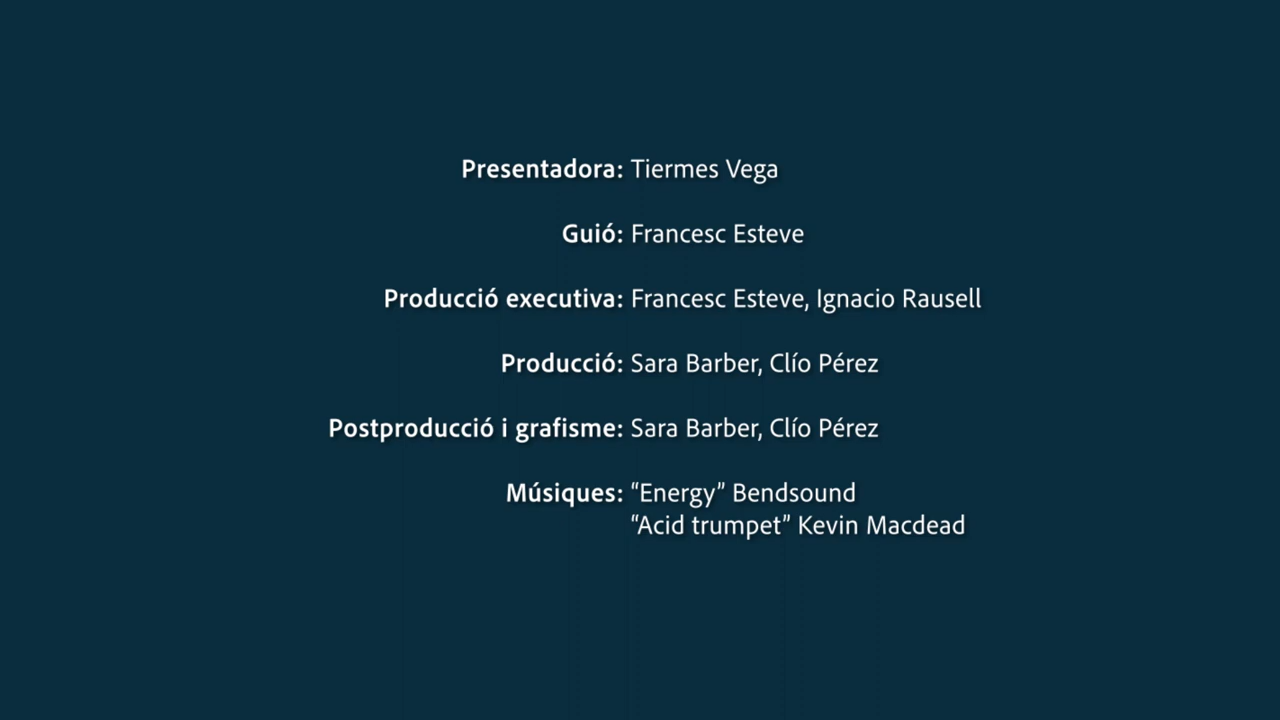 Presentadora: Tiermes Vega
Guió: Francesc Esteve
Producció executiva: Francesc Esteve, Ignacio Rausell
Producció: Sara Barber, Clío Pérez
Postproducció i grafisme: Sara Barber, Clío Pérez
Músiques: “Energy” Bendsound
“Acid trumpet” Kevin Macdead